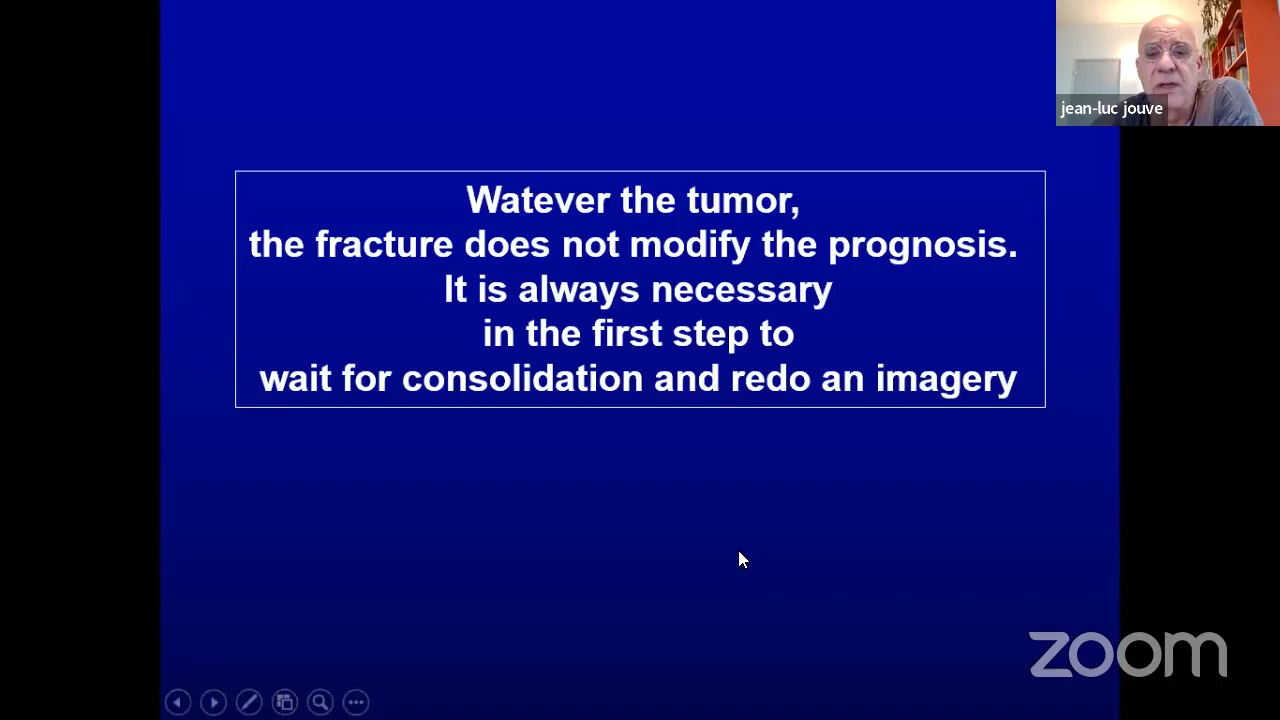 jean-luc jouve
Watever the tumor,
the fracture does not modify the prognosis.
It is always necessary
in the first step to
wait for consolidation and redo an imagery
zoom